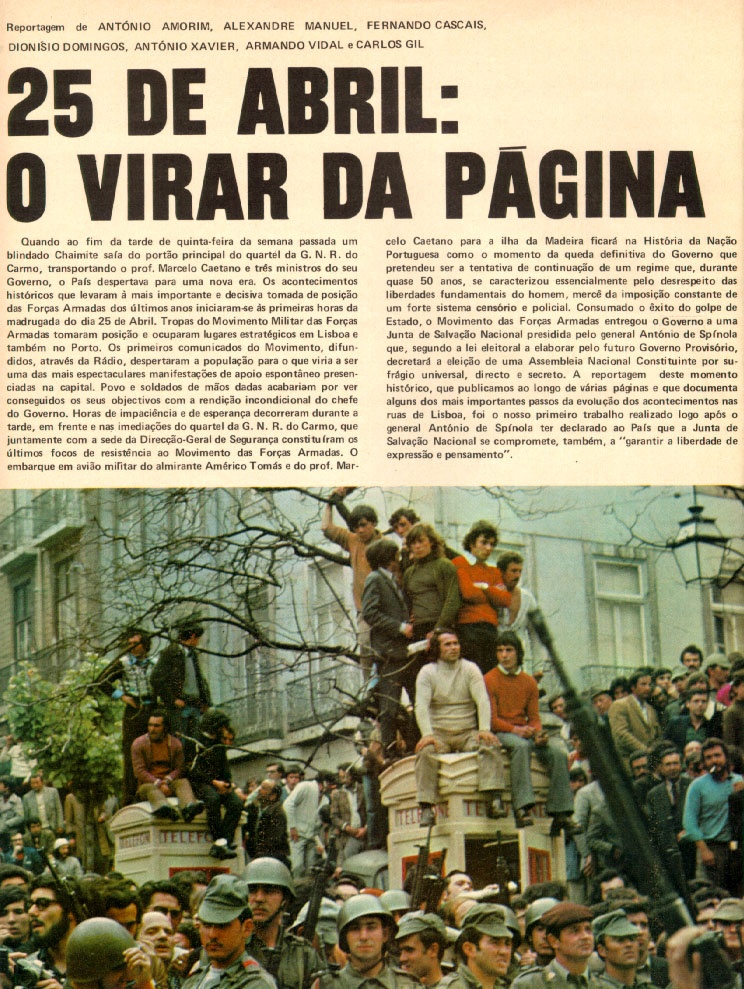 Reportagem de ANTÓNIO AMORIM, ALEXANDRE MANUEL, FERNANDO CASCAIS,
DIONÍSIO DOMINGOS, ANTÓNIO XAVIER, ARMANDO VIDAL e CARLOS GIL
25 DE ABRIL:
O VIRAR DA PÁGINA
Quando ao fim da tarde de quinta-feira da semana passada um
blindado Chaimite saía do portão principal do quartel da G. N. R. do
Carmo, transportando o prof. Marcelo Caetano e três ministros do seu
Governo, o País despertava para uma nova era. Os acontecimentos
históricos que levaram à mais importante e decisiva tomada de posição
das Forças Armadas dos últimos anos iniciaram-se às primeiras horas da
madrugada do dia 25 de Abril. Tropas do Movimento Militar das Forças
Armadas tomaram posição e ocuparam lugares estratégicos em Lisboa e
também no Porto. Os primeiros comunicados do Movimento, difun-
didos, através da Rádio, despertaram a população para o que viria a ser
uma das mais espectaculares manifestações de apoio espontâneo presen-
ciadas na capital. Povo e soldados de mãos dadas acabariam por ver
conseguidos os seus objectivos com a rendição incondicional do chefe
do Governo. Horas de impaciência e de esperança decorreram durante a
tarde, em frente e nas imediações do quartel da G. N. R. do Carmo, que
juntamente com a sede da Direcção-Geral de Segurança constituíram os
últimos focos de resistência ao Movimento das Forças Armadas. O
embarque em avião militar do almirante Américo Tomás e do prof. Mar-
celo Caetano para a ilha da Madeira ficará na História da Nação
Portuguesa como o momento da queda definitiva do Governo que
pretendeu ser a tentativa de continuação de um regime que, durante
quase 50 anos, se caracterizou essencialmente pelo desrespeito das
liberdades fundamentais do homem, mercê da imposição constante de
um forte sistema censório e policial. Consumado o êxito do golpe de
Estado, o Movimento das Forças Armadas entregou o Governo a uma
Junta de Salvação Nacional presidida pelo general António de Spínola
que, segundo a lei eleitoral a elaborar pelo futuro Governo Provisório,
decretará a eleição de uma Assembleia Nacional Constituinte por su-
frágio universal, directo e secreto. A reportagem deste momento
histórico, que publicamos ao longo de várias páginas e que documenta
alguns dos mais importantes passos da evolução dos acontecimentos nas
ruas de Lisboa, foi o nosso primeiro trabalho realizado logo após o
general António de Spínola ter declarado ao País que a Junta de
Salvação Nacional se compromete, também, a "garantir a liberdade de
expressão e pensamento".
TELEFON
TELEFO
TELEFONE